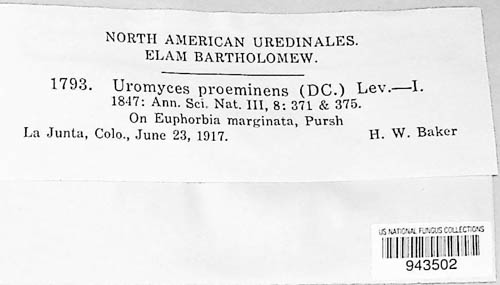 NORTH AMERICAN UREDINALES.
ELAM BARTHOLOMEW.
1793. Uromyces proeminens (DC.) Lev.—I.
1847: Ann. Sci. Nat. III, 8: 371 & 375.
On Euphorbia marginata, Pursh
La Junta, Colo., June 23, 1917. H. W. Baker
US NATIONAL FUNGUS COLLECTIONS
943502